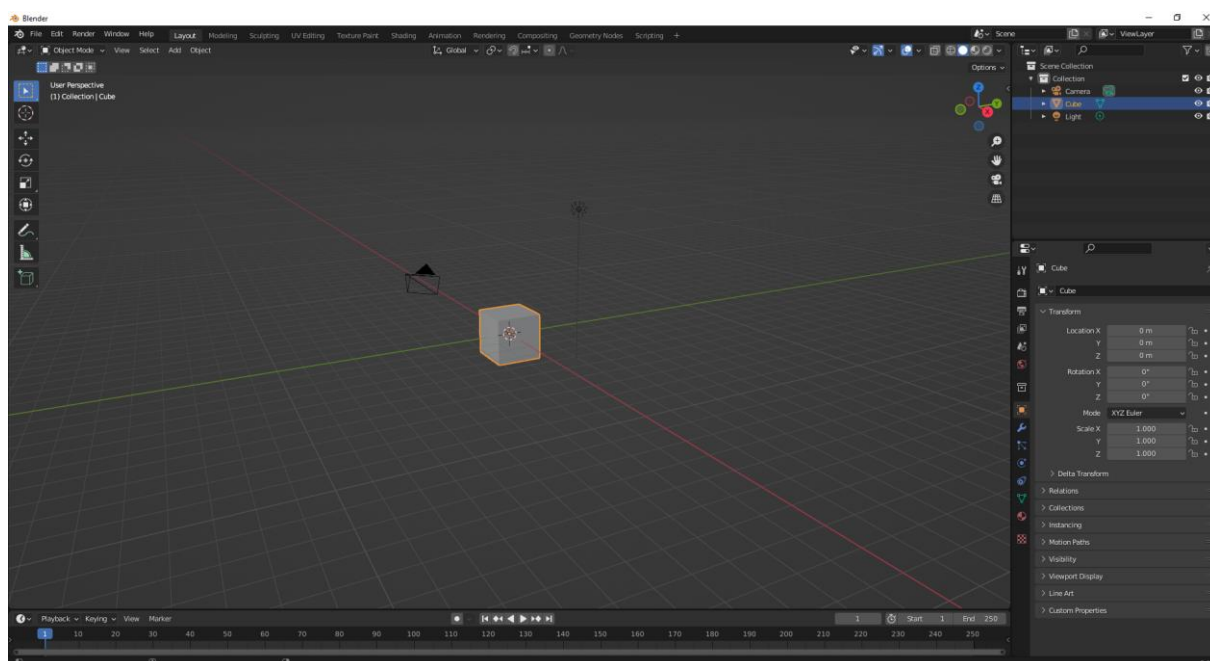 Blender
File Edit Render Window Help Layout Modeling Sculpting UV Editing Texture Paint Shading Animation Rendering Compositing Geometry Nodes Scripting + Scene ViewLayer
Object Mode View Select Add Object Global
Options
User Perspective
(1) Collection | Cube
Z
Y
X
Scene Collection
Collection
Camera
Cube
Light
Cube
Cube
Transform
Location X 0 m
Y 0 m
Z 0 m
Rotation X 0°
Y 0°
Z 0°
Mode XYZ Euler
Scale X 1.000
Y 1.000
Z 1.000
Delta Transform
Relations
Collections
Instancing
Motion Paths
Visibility
Viewport Display
Line Art
Custom Properties
Playback Keying View Marker 1 Start 1 End 250
1 10 20 30 40 50 60 70 80 90 100 110 120 130 140 150 160 170 180 190 200 210 220 230 240 250